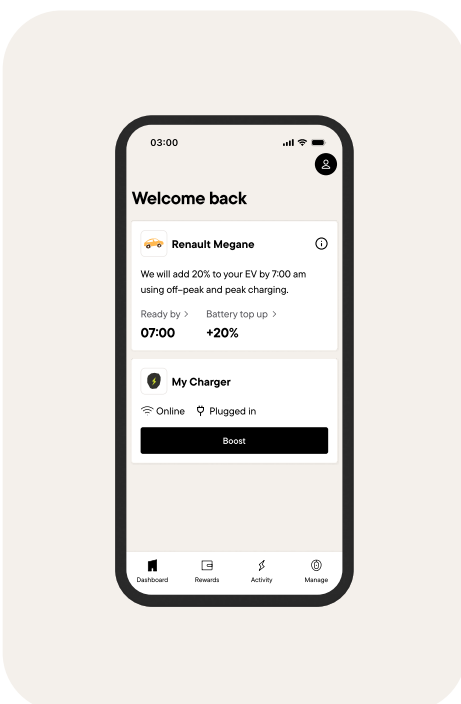 03:00
Welcome back
Renault Megane
We will add 20% to your EV by 7:00 am
using off-peak and peak charging.
Ready by > Battery top up >
07:00 +20%
My Charger
Online Plugged in
Boost
Dashboard Rewards Activity Manage